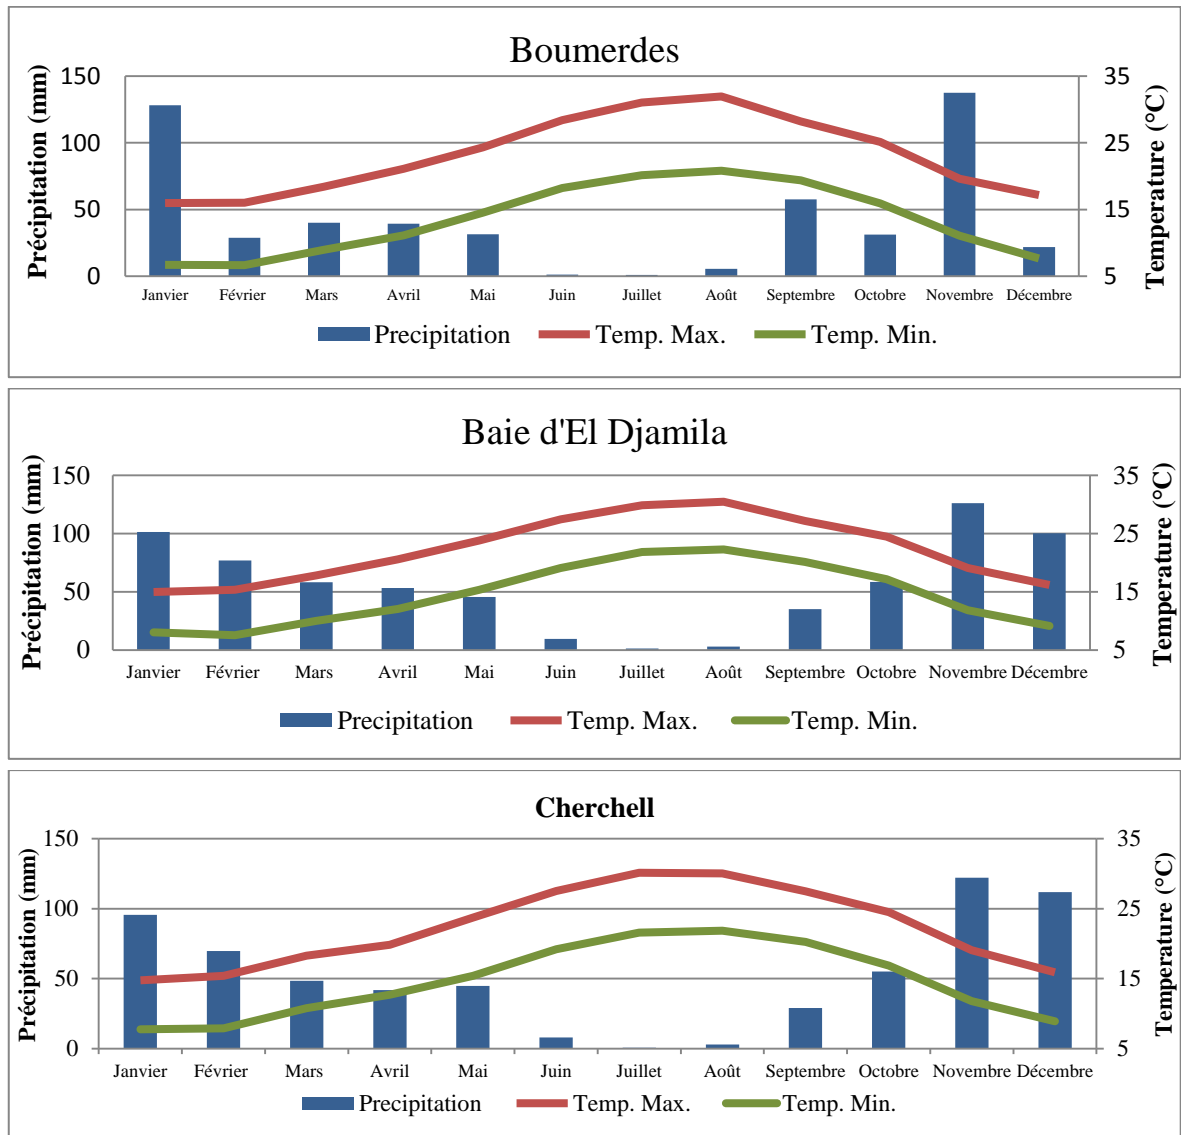 Boumerdes
Précipitation (mm)
150
100
50
0
35
25
15
5
Temperature (°C)
Janvier Février Mars Avril Mai Juin Juillet Août Septembre Octobre Novembre Décembre
Precipitation Temp. Max. Temp. Min.
Baie d'El Djamila
Précipitation (mm)
150
100
50
0
35
25
15
5
Temperature (°C)
Janvier Février Mars Avril Mai Juin Juillet Août Septembre Octobre Novembre Décembre
Precipitation Temp. Max. Temp. Min.
Cherchell
Précipitation (mm)
150
100
50
0
35
25
15
5
Temperature (°C)
Janvier Février Mars Avril Mai Juin Juillet Août Septembre Octobre Novembre Décembre
Precipitation Temp. Max. Temp. Min.